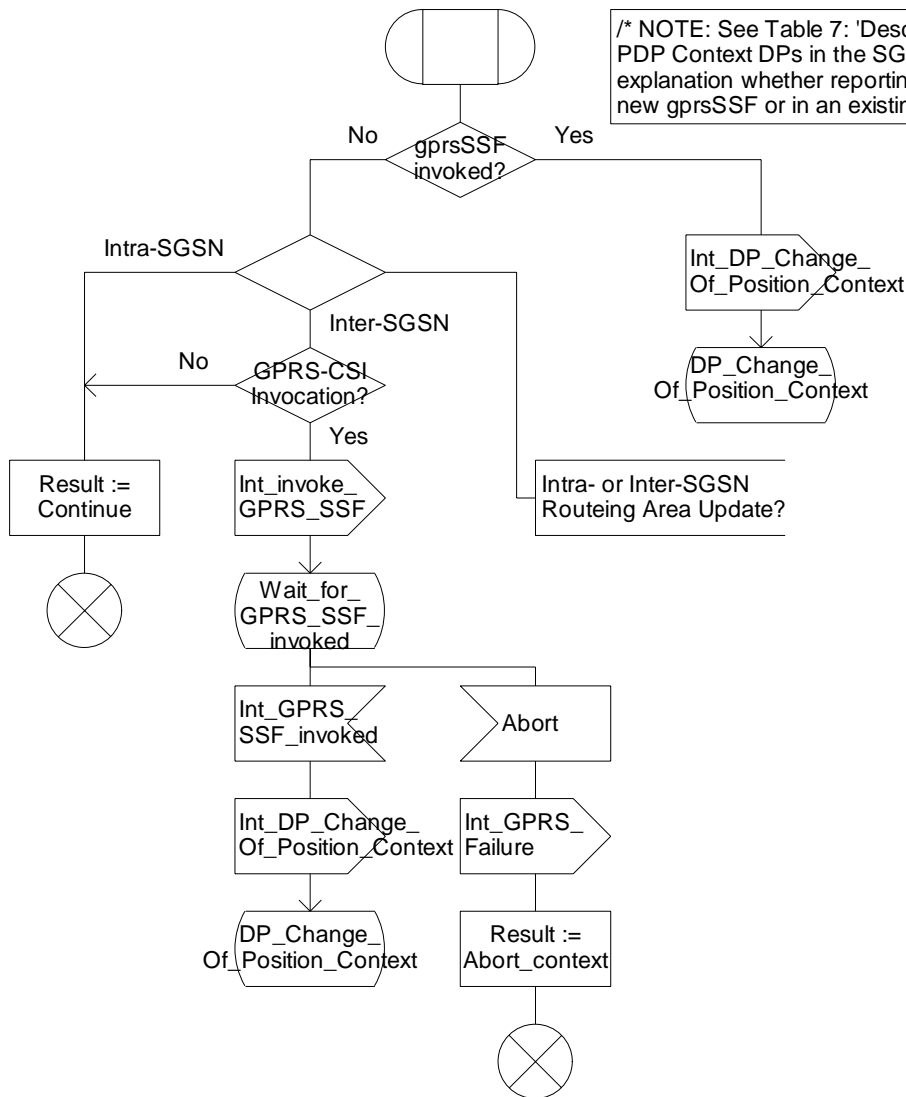 /* NOTE: See Table 7: 'Desc
PDP Context DPs in the SG
explanation whether reportin
new gprsSSF or in an existin
No
gprsSSF
invoked?
Yes
Intra-SGSN
Int_DP_Change_
Of_Position_Context
Inter-SGSN
No
GPRS-CSI
Invocation?
DP_Change_
Of_Position_Context
Yes
Result :=
Continue
Int_invoke_
GPRS_SSF
Intra- or Inter-SGSN
Routeing Area Update?
Wait_for_
GPRS_SSF_
invoked
Int_GPRS_
SSF_invoked
Abort
Int_DP_Change_
Of_Position_Context
Int_GPRS_
Failure
DP_Change_
Of_Position_Context
Result :=
Abort_context